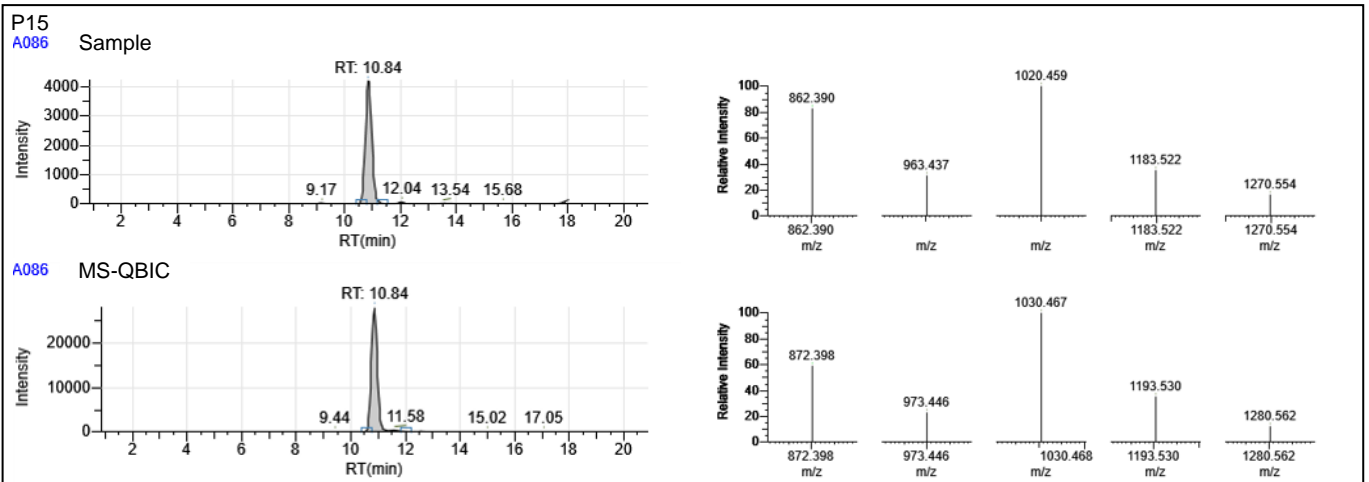 P15
A086 Sample
RT: 10.84
4000
3000
2000
1000
0
Intensity
9.17 12.04 13.54 15.68
2 4 6 8 10 12 14 16 18 20
RT(min)
Relative Intensity
100
80
60
40
20
0
862.390
963.437
1020.459
1183.522
1270.554
862.390 1183.522 1270.554
m/z m/z m/z m/z m/z
A086 MS-QBIC
RT: 10.84
20000
10000
0
Intensity
9.44 11.58 15.02 17.05
2 4 6 8 10 12 14 16 18 20
RT(min)
Relative Intensity
100
80
60
40
20
0
872.398
973.446
1030.467
1193.530
1280.562
872.398 973.446 1030.468 1193.530 1280.562
m/z m/z m/z m/z m/z